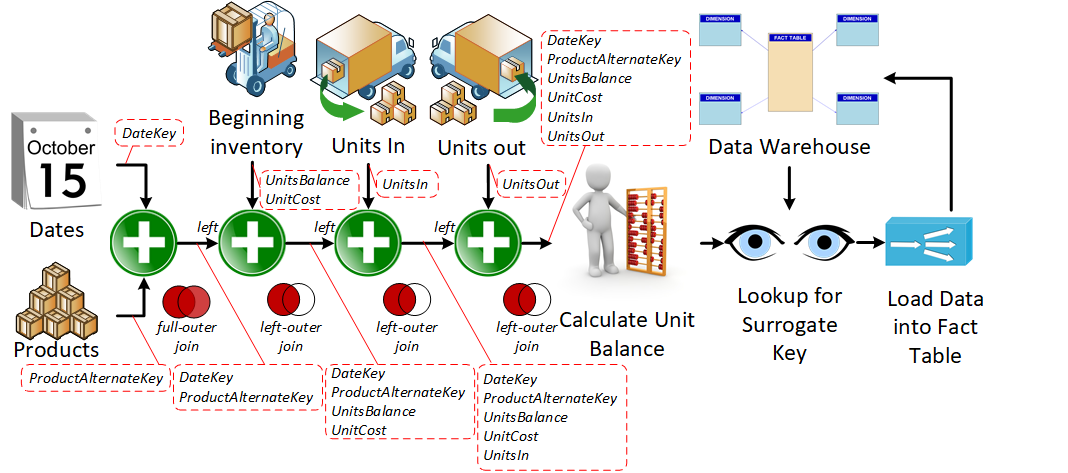 DateKey
October
15
Dates
Products
ProductAlternateKey
full-outer
join
DateKey
ProductAlternateKey
Beginning
inventory
UnitsBalance
UnitCost
left
left-outer
join
DateKey
ProductAlternateKey
UnitsBalance
UnitCost
Units In
UnitsIn
left
left-outer
join
DateKey
ProductAlternateKey
UnitsBalance
UnitCost
UnitsIn
Units out
UnitsOut
left
left-outer
join
DateKey
ProductAlternateKey
UnitsBalance
UnitCost
UnitsIn
UnitsOut
Calculate Unit
Balance
DIMENSION
DIMENSION
FACT TABLE
DIMENSION
DIMENSION
Data Warehouse
Lookup for
Surrogate
Key
Load Data
into Fact
Table